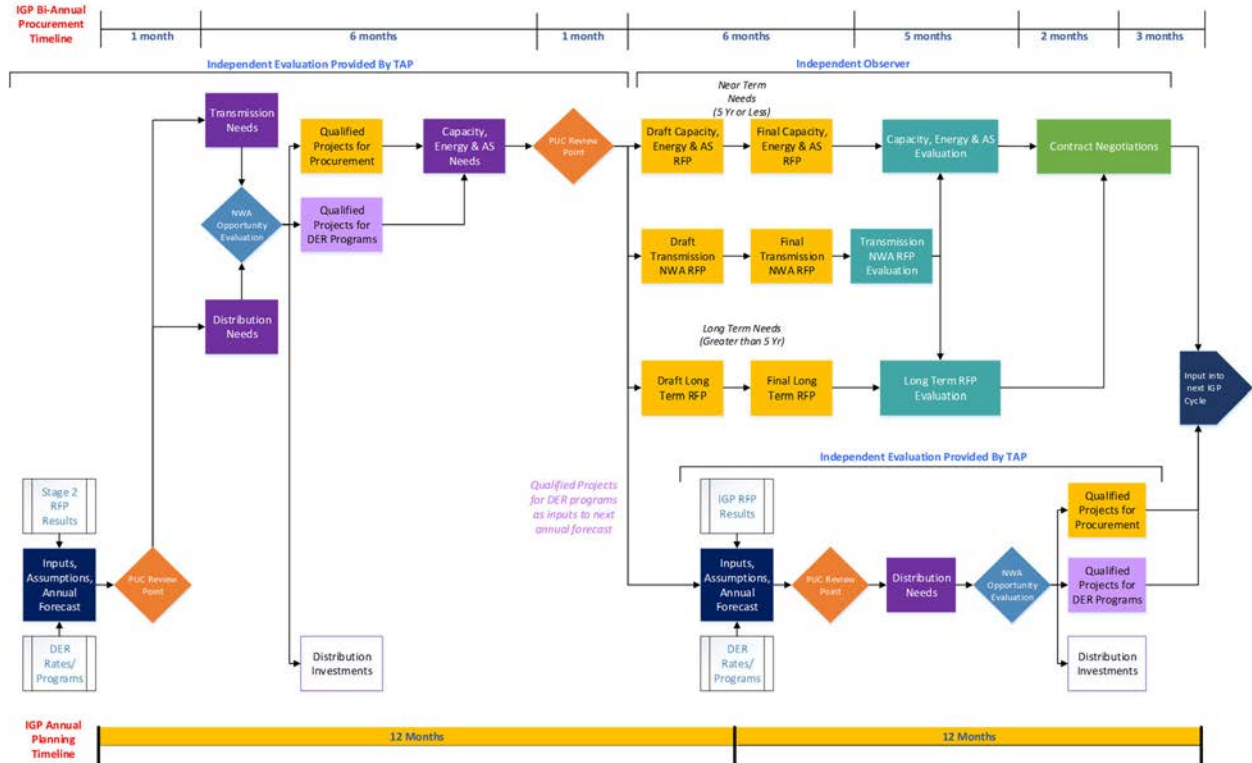 IGP Bi-Annual
Procurement
Timeline
1 month
6 months
1 month
6 months
5 months
2 months
3 months
Independent Evaluation Provided By TAP
Independent Observer
Transmission
Needs
NWA
Opportunity
Evaluation
Distribution
Needs
Qualified
Projects for
Procurement
Qualified
Projects for
DER Programs
Capacity,
Energy & AS
Needs
PUC Review
Point
Near Term
Needs
(5 Yr or Less)
Draft Capacity,
Energy & AS
RFP
Final Capacity,
Energy & AS
RFP
Capacity, Energy & AS
Evaluation
Contract Negotiations
Draft
Transmission
NWA RFP
Final
Transmission
NWA RFP
Transmission
NWA RFP
Evaluation
Long Term Needs
(Greater than 5 Yr)
Draft Long
Term RFP
Final Long
Term RFP
Long Term RFP
Evaluation
Input into
next IGP
Cycle
Independent Evaluation Provided By TAP
Stage 2
RFP
Results
Inputs,
Assumptions,
Annual
Forecast
DER
Rates/
Programs
PUC Review
Point
Distribution
Investments
Qualified Projects
for DER programs
as inputs to next
annual forecast
IGP RFP
Results
Inputs,
Assumptions,
Annual
Forecast
DER
Rates/
Programs
PUC Review
Point
Distribution
Needs
NWA
Opportunity
Evaluation
Qualified
Projects for
Procurement
Qualified
Projects for
DER Programs
Distribution
Investments
IGP Annual
Planning
Timeline
12 Months
12 Months